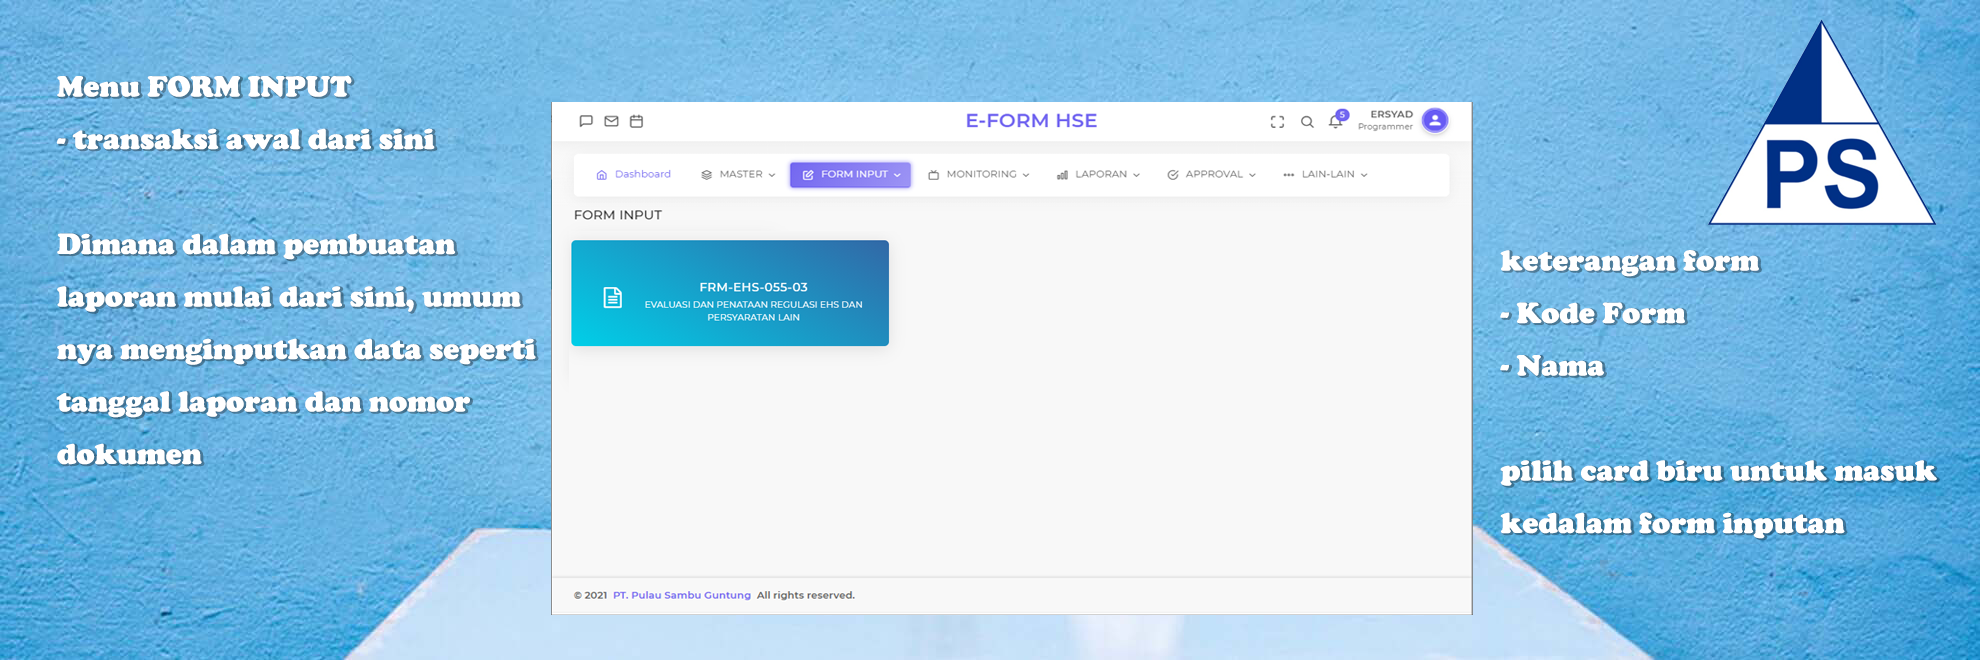 Menu FORM INPUT
- transaksi awal dari sini
Dimana dalam pembuatan
laporan mulai dari sini, umum
nya menginputkan data seperti
tanggal laporan dan nomor
dokumen
E-FORM HSE
5
ERSYAD
Programmer
Dashboard MASTER FORM INPUT MONITORING LAPORAN APPROVAL LAIN-LAIN
FORM INPUT
FRM-EHS-055-03
EVALUASI DAN PENATAAN REGULASI EHS DAN
PERSYARATAN LAIN
© 2021 PT. Pulau Sambu Guntung All rights reserved.
PS
keterangan form
- Kode Form
- Nama
pilih card biru untuk masuk
kedalam form inputan